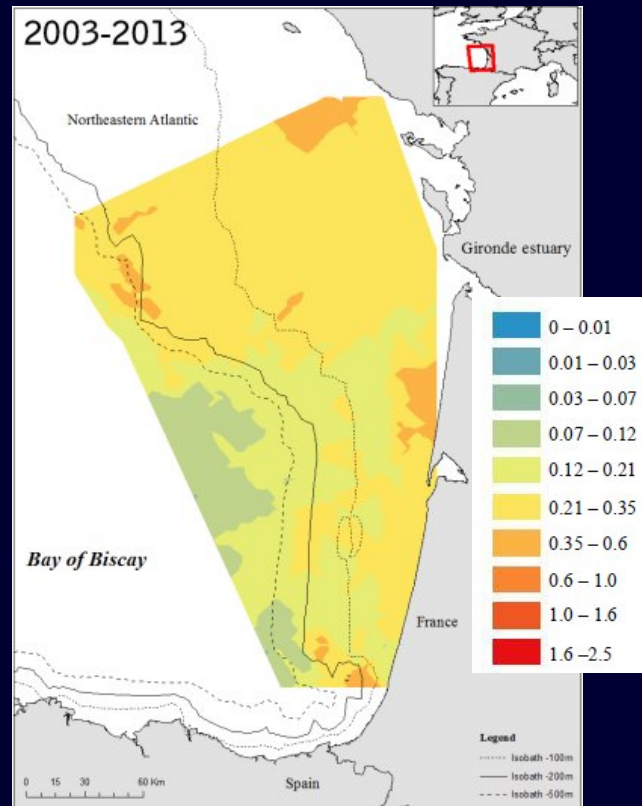 2003-2013
Northeastern Atlantic
Gironde estuary
0 – 0.01
0.01 – 0.03
0.03 – 0.07
0.07 – 0.12
0.12 – 0.21
0.21 – 0.35
0.35 – 0.6
0.6 – 1.0
1.0 – 1.6
1.6 –2.5
Bay of Biscay
France
Legend
Isobath -100m
Isobath -200m
Isobath -500m
0 15 30 60 Km
Spain